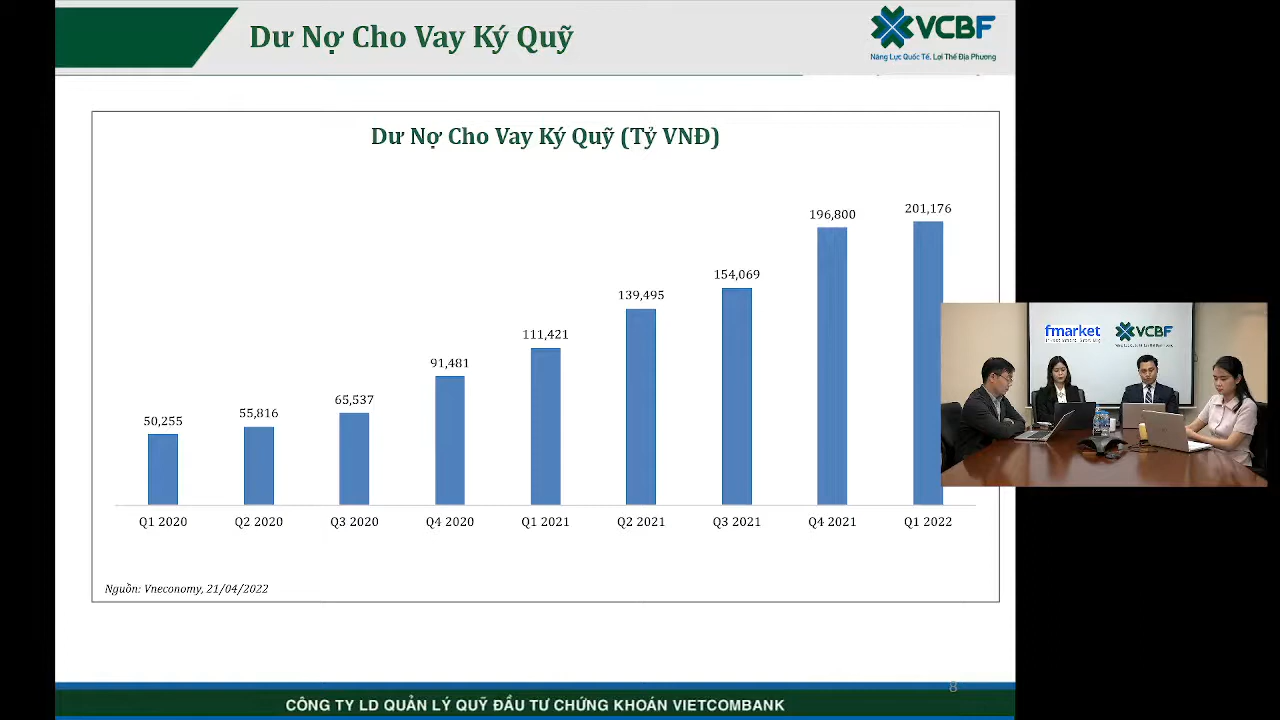 Dư Nợ Cho Vay Ký Quỹ
VCBF
Năng Lực Quốc Tế. Lợi Thế Địa Phương
Dư Nợ Cho Vay Ký Quỹ (Tỷ VNĐ)
50,255
55,816
65,537
91,481
111,421
139,495
154,069
196,800
201,176
Q1 2020
Q2 2020
Q3 2020
Q4 2020
Q1 2021
Q2 2021
Q3 2021
Q4 2021
Q1 2022
Nguồn: Vneconomy, 21/04/2022
fmarket
VCBF
8
CÔNG TY LD QUẢN LÝ QUỸ ĐẦU TƯ CHỨNG KHOÁN VIETCOMBANK